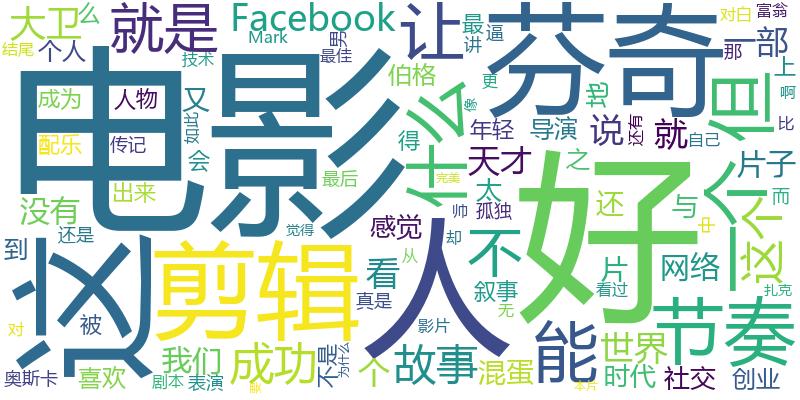 大卫
么
就是
Facebook
让
最
讲
逼
芬奇
对白
富翁
一部
那
上
结尾
个人
Mark
男
最佳
技术
伯格
更
像
地
值
啊
比
电影
成为
人物
又
如此
得
什么
年轻
导演
说
还有
就
自己
配乐
传记
会
天才
之
片子
而
没有
出来
最后
完美
太
还
与
一个
这个
中
到
还是
觉得
感觉
帅
孤独
好
这
剪辑
人
不
片
网络
看
从
却
叙事
看过
扎克
被
真是
无
节奏
对
影片
能
世界
奥斯卡
喜欢
我们
成功
不是
为什么
个
故事
混蛋
时代
社交
创业
剧本
表演
本片